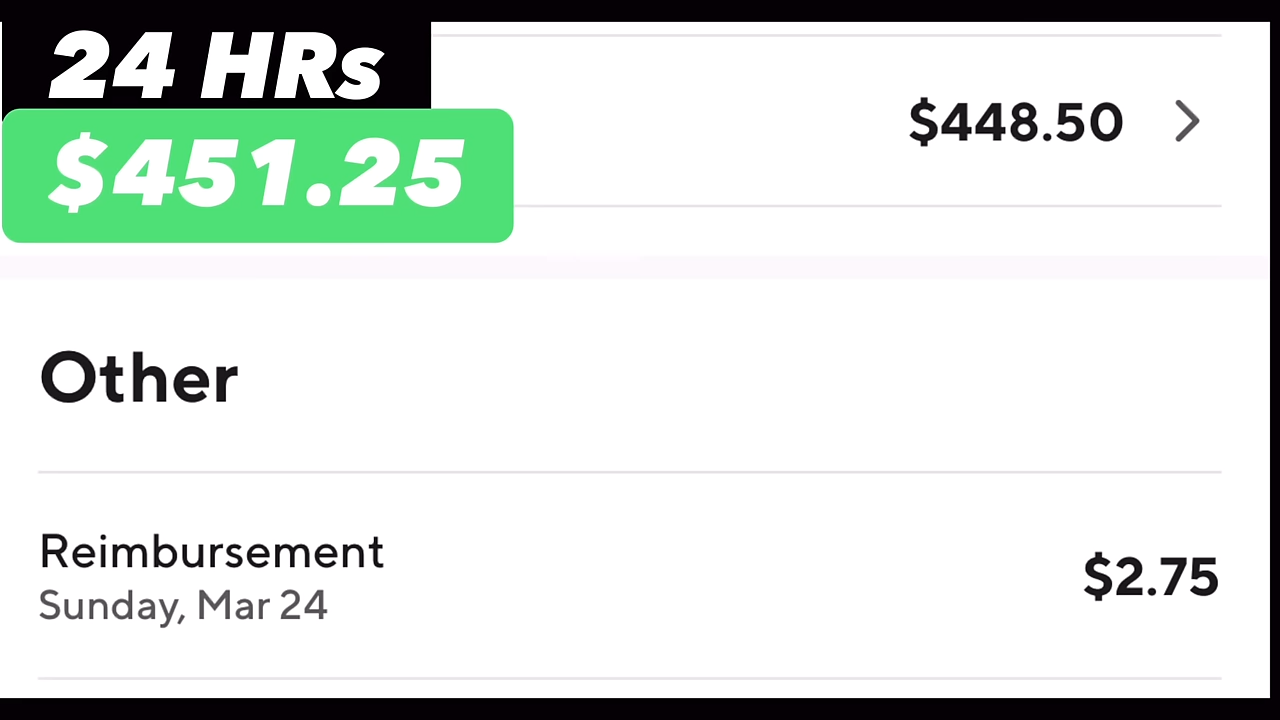 24 HRs
$451.25
$448.50
Other
Reimbursement
Sunday, Mar 24
$2.75